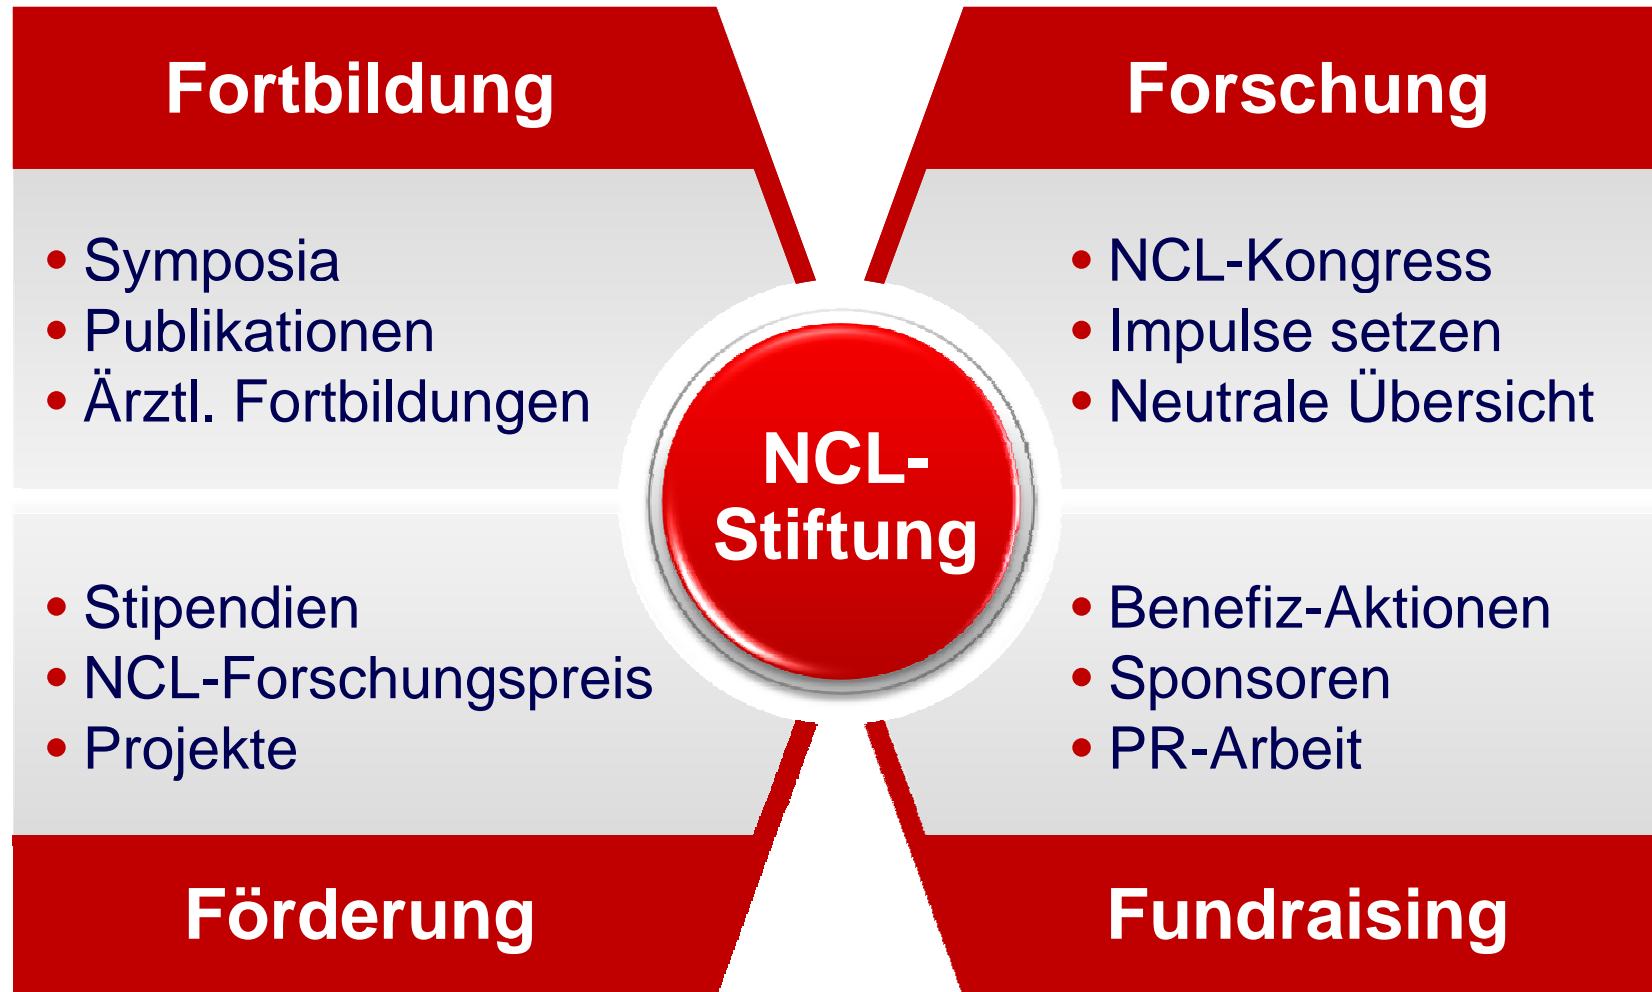 Fortbildung
• Symposia
• Publikationen
• Ärztl. Fortbildungen
Forschung
• NCL-Kongress
• Impulse setzen
• Neutrale Übersicht
NCL-
Stiftung
• Stipendien
• NCL-Forschungspreis
• Projekte
Förderung
• Benefiz-Aktionen
• Sponsoren
• PR-Arbeit
Fundraising